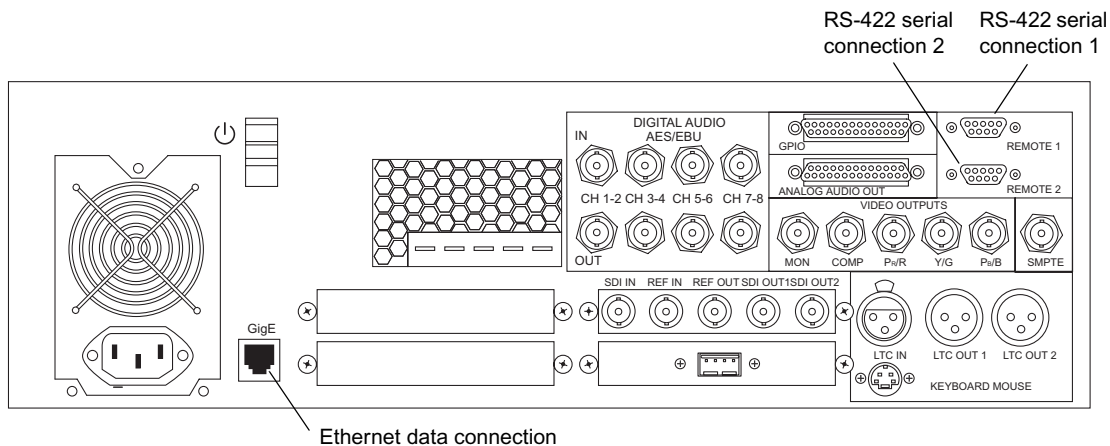 RS-422 serial
connection 2
RS-422 serial
connection 1
DIGITAL AUDIO
AES/EBU
IN
CH 1-2 CH 3-4 CH 5-6 CH 7-8
OUT
GPIO
REMOTE 1
ANALOG AUDIO OUT
REMOTE 2
VIDEO OUTPUTS
MON COMP PR/R Y/G PB/B SMPTE
SDI IN REF IN REF OUT SDI OUT1 SDI OUT2
GigE
LTC IN LTC OUT 1 LTC OUT 2
KEYBOARD MOUSE
Ethernet data connection